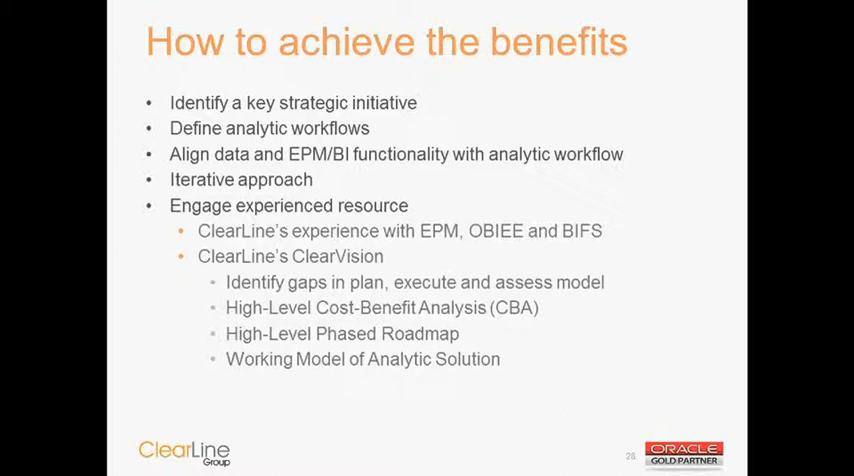 How to achieve the benefits
• Identify a key strategic initiative
• Define analytic workflows
• Align data and EPM/BI functionality with analytic workflow
• Iterative approach
• Engage experienced resource
• ClearLine's experience with EPM, OBIEE and BIFS
• ClearLine's ClearVision
• Identify gaps in plan, execute and assess model
• High-Level Cost-Benefit Analysis (CBA)
• High-Level Phased Roadmap
• Working Model of Analytic Solution
ClearLine
Group
28
ORACLE
GOLD PARTNER